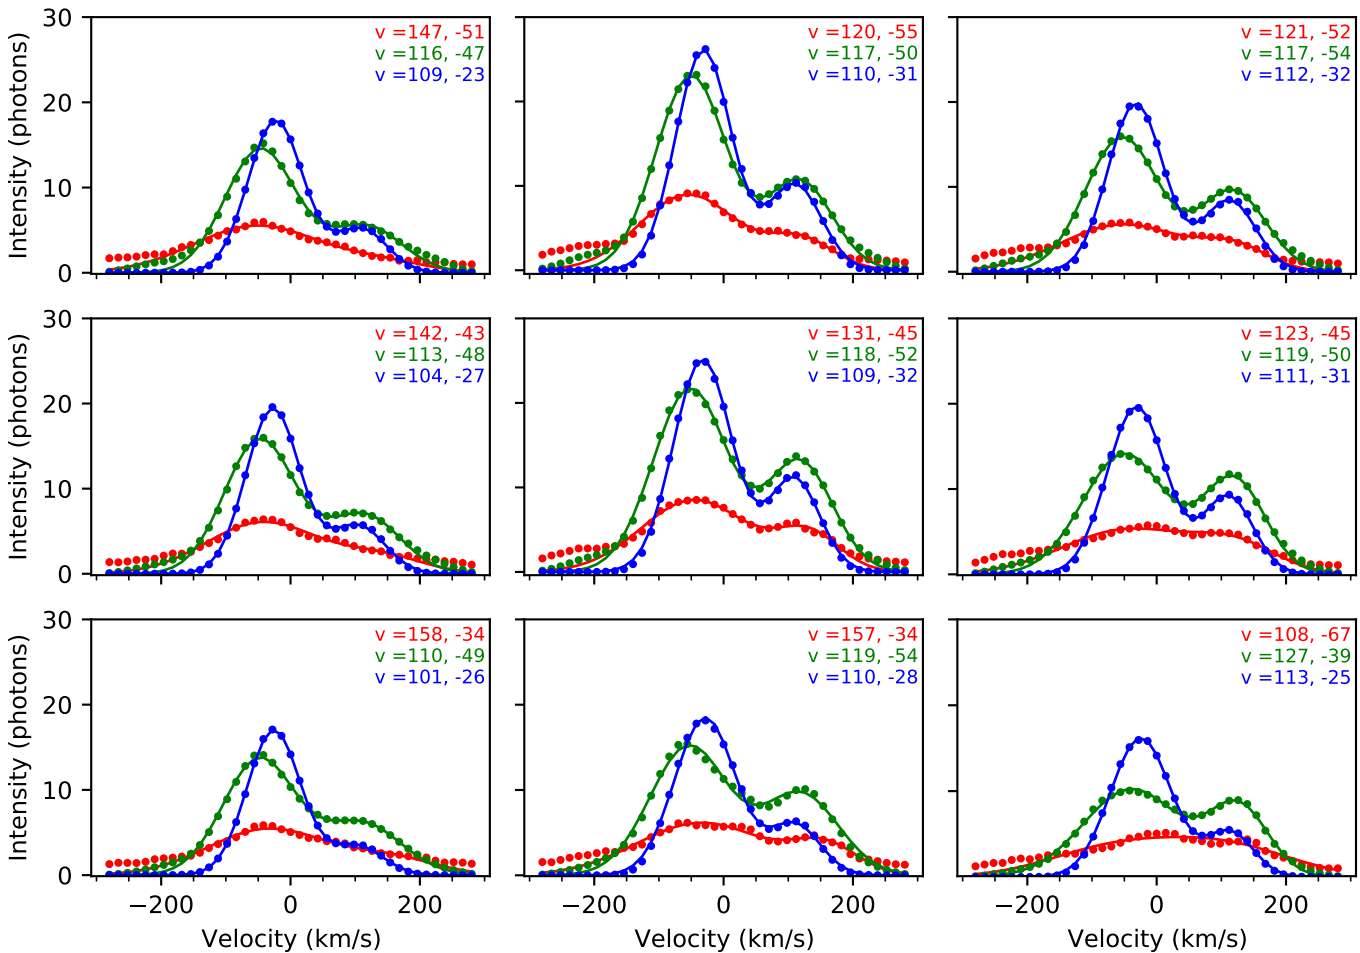 30
20
10
0
Intensity (photons)
v =147, -51
v =116, -47
v =109, -23
v =120, -55
v =117, -50
v =110, -31
v =121, -52
v =117, -54
v =112, -32
30
20
10
0
Intensity (photons)
v =142, -43
v =113, -48
v =104, -27
v =131, -45
v =118, -52
v =109, -32
v =123, -45
v =119, -50
v =111, -31
30
20
10
0
Intensity (photons)
v =158, -34
v =110, -49
v =101, -26
v =157, -34
v =119, -54
v =110, -28
v =108, -67
v =127, -39
v =113, -25
−200 0 200
−200 0 200
−200 0 200
Velocity (km/s)
Velocity (km/s)
Velocity (km/s)